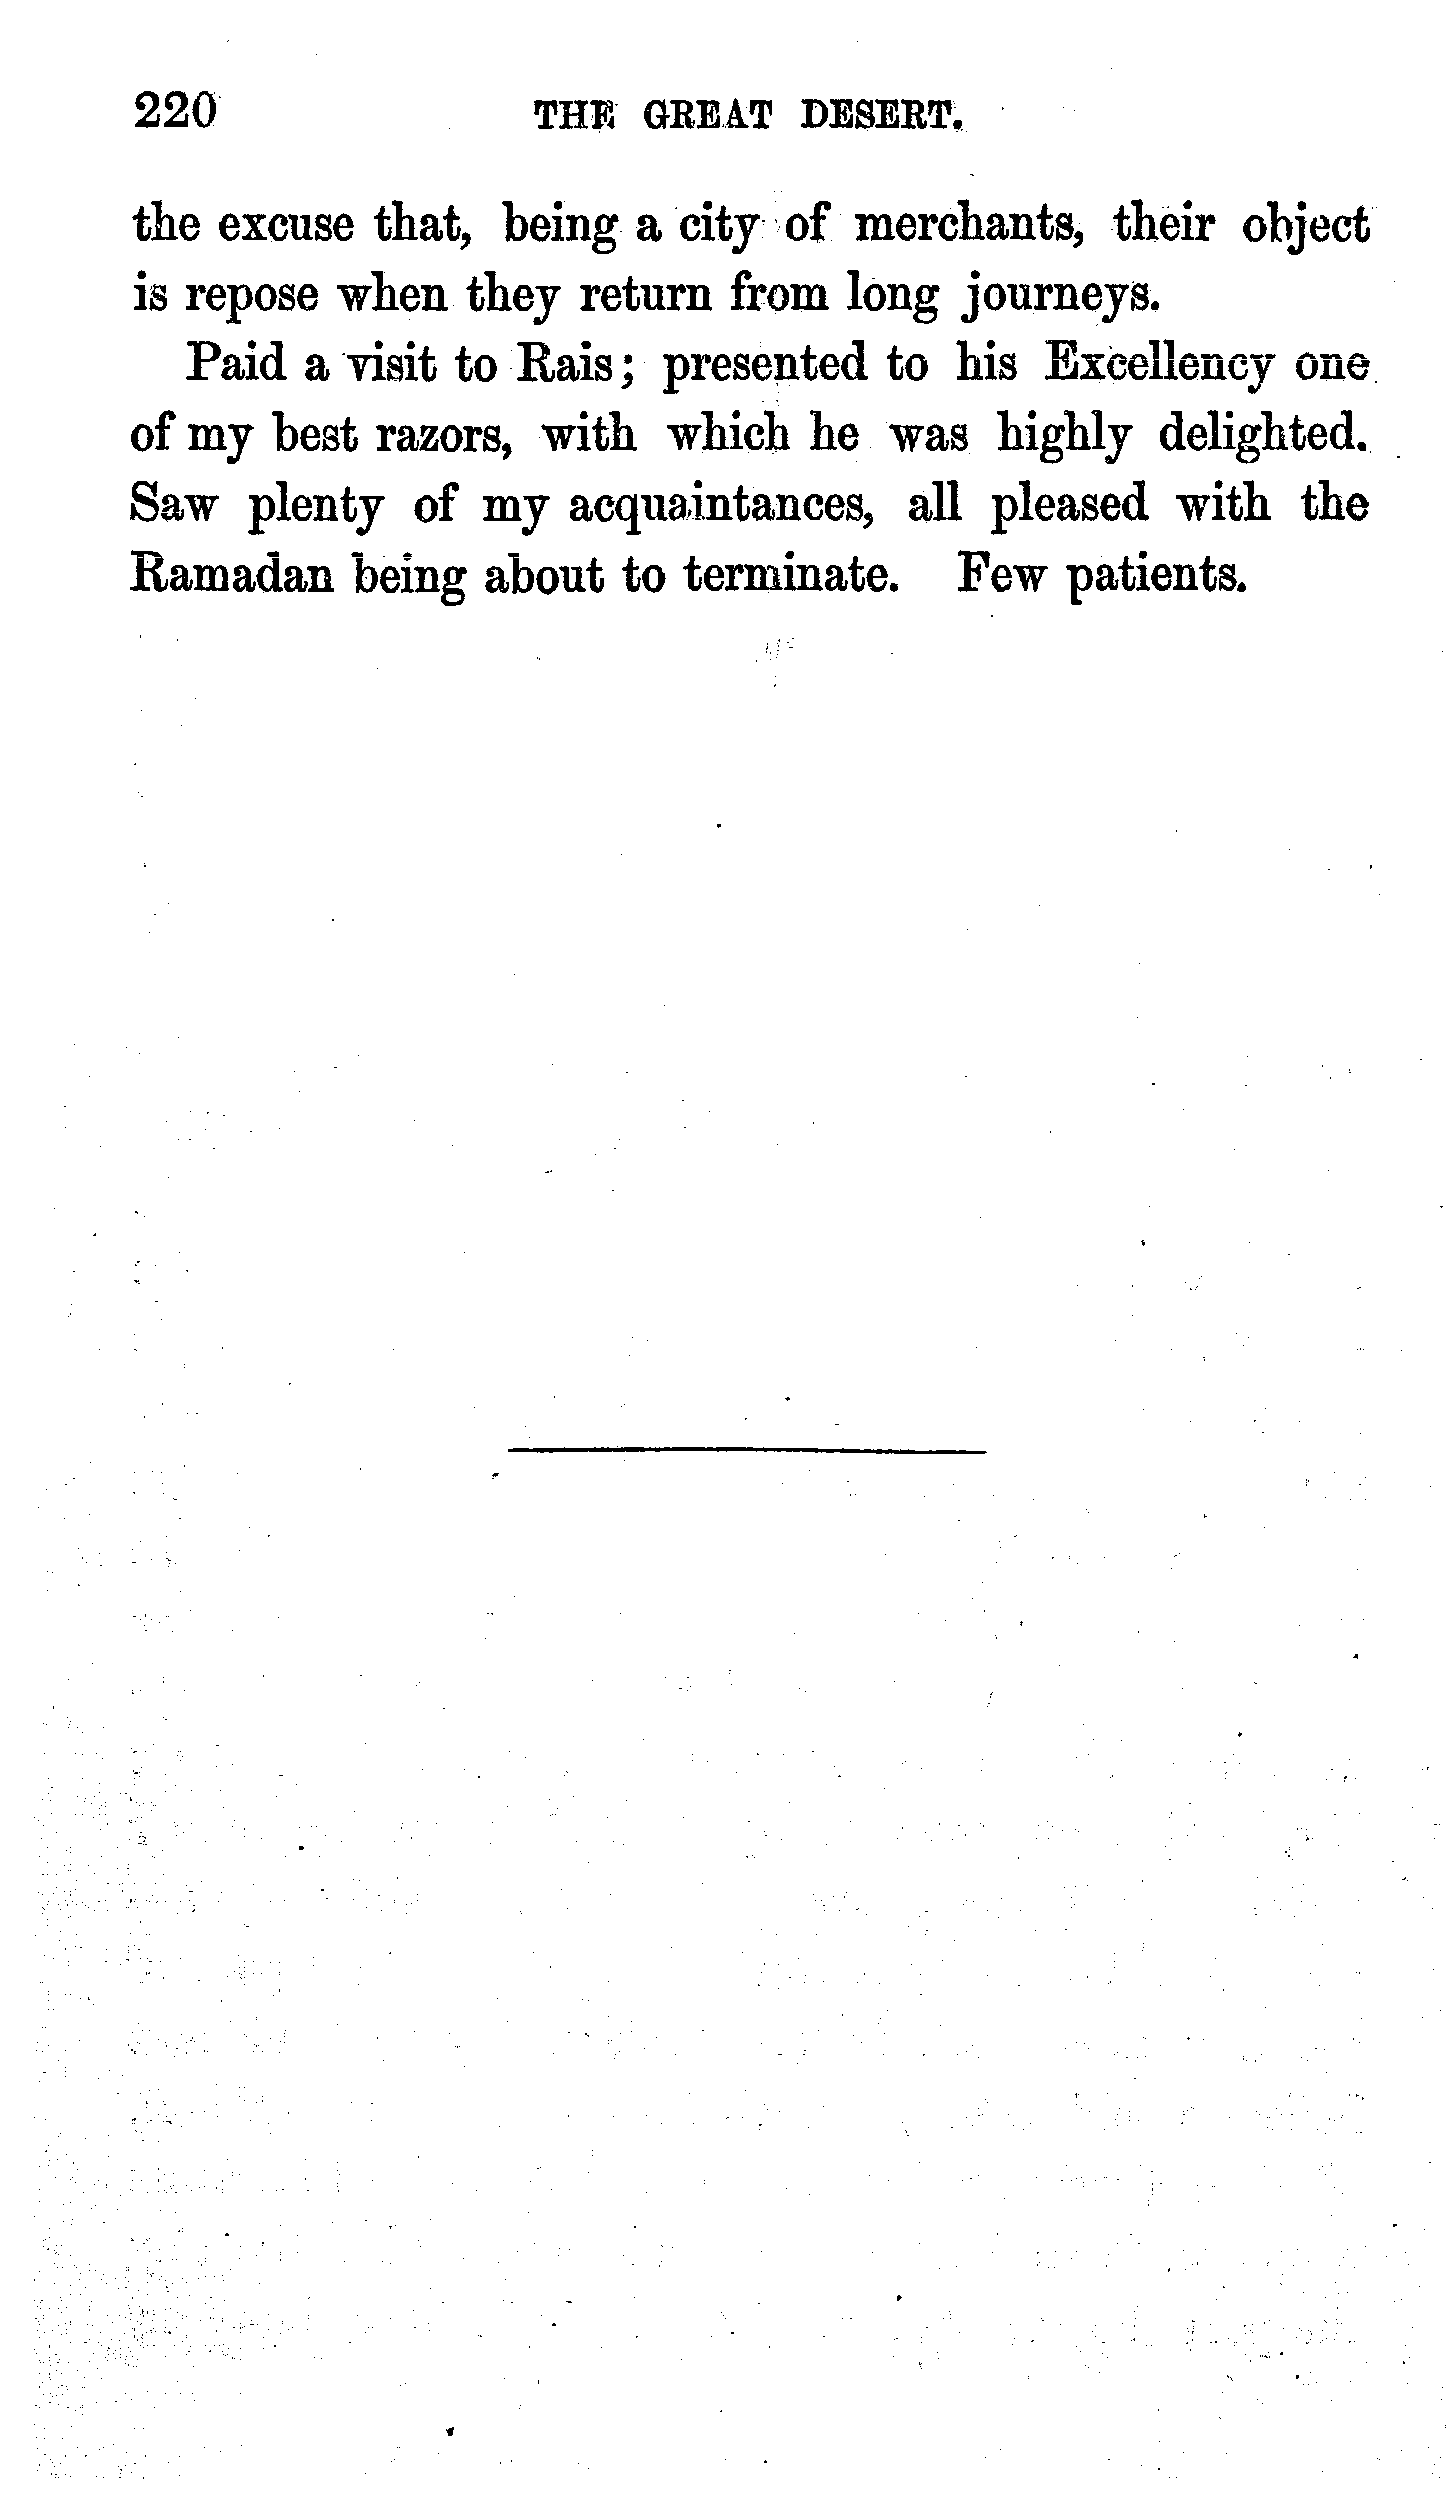 220 THE GREAT DESERT.
the excuse that, being a city of merchants, their object
is repose when they return from long journeys.
Paid a visit to Rais; presented to his Excellency one
of my best razors, with which he was highly delighted.
Saw plenty of my acquaintances, all pleased with the
Ramadan being about to terminate. Few patients.